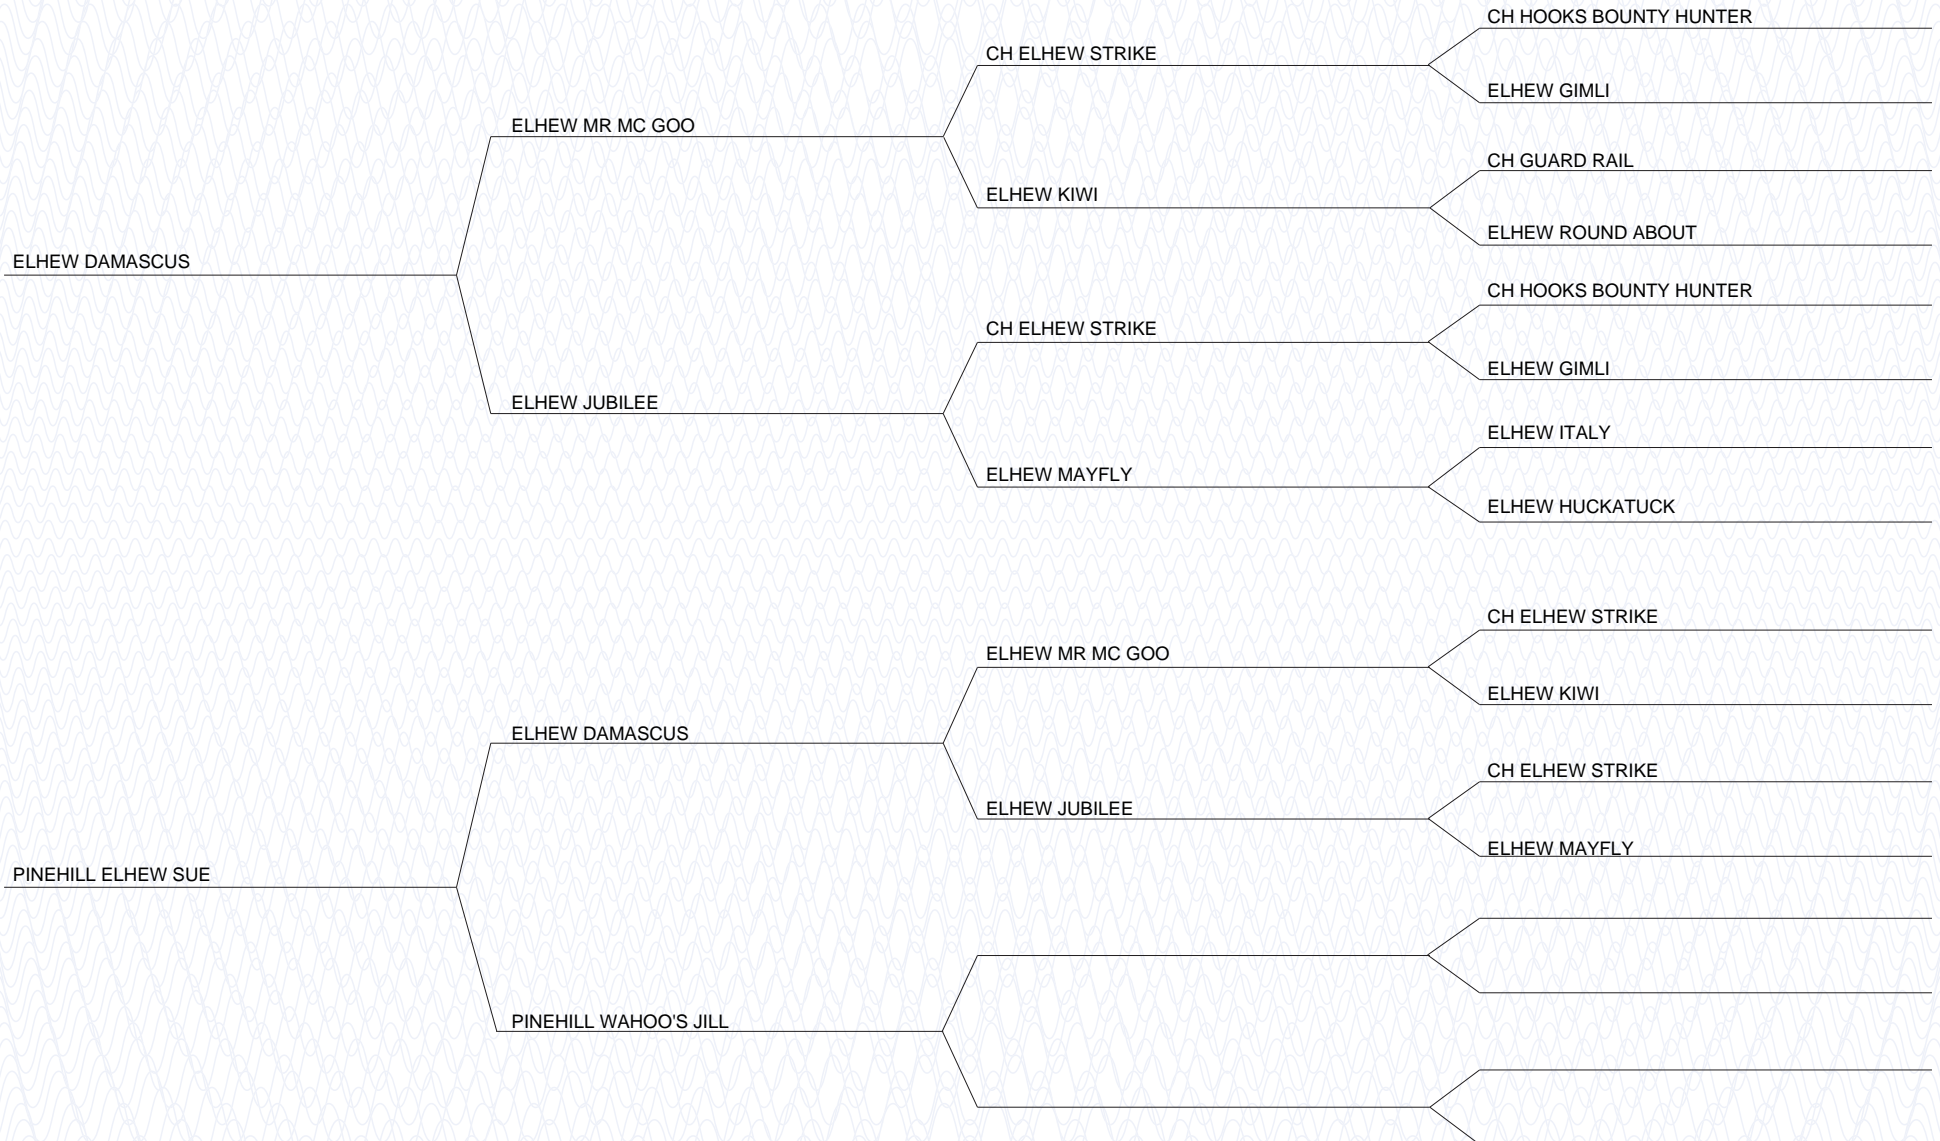 CH HOOKS BOUNTY HUNTER
CH ELHEW STRIKE
ELHEW GIMLI
ELHEW MR MC GOO
CH GUARD RAIL
ELHEW KIWI
ELHEW ROUND ABOUT
ELHEW DAMASCUS
CH HOOKS BOUNTY HUNTER
CH ELHEW STRIKE
ELHEW GIMLI
ELHEW JUBILEE
ELHEW ITALY
ELHEW MAYFLY
ELHEW HUCKATUCK
CH ELHEW STRIKE
ELHEW MR MC GOO
ELHEW KIWI
ELHEW DAMASCUS
CH ELHEW STRIKE
ELHEW JUBILEE
ELHEW MAYFLY
PINEHILL ELHEW SUE
PINEHILL WAHOO'S JILL